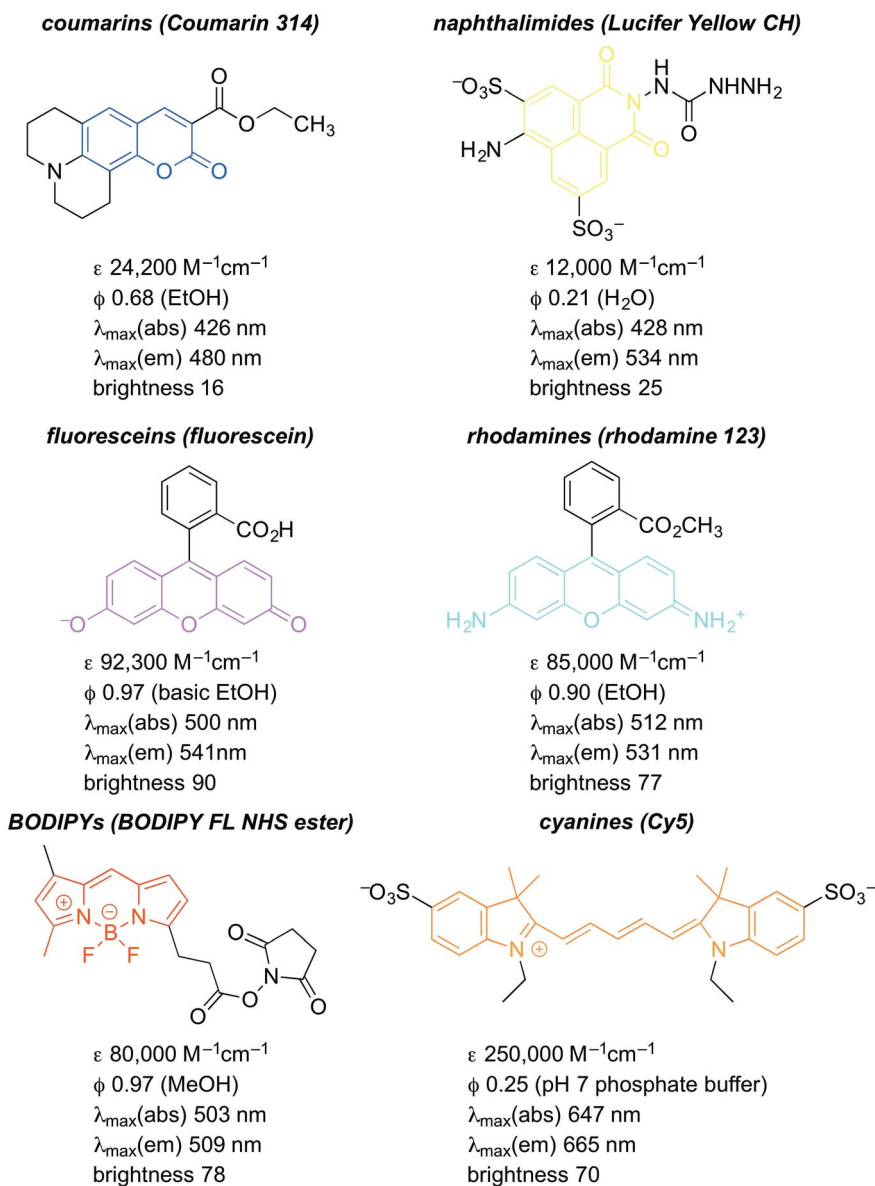 coumarins (Coumarin 314)
O
O
CH₃
N
O
O
ε 24,200 M⁻¹cm⁻¹
ϕ 0.68 (EtOH)
λmax(abs) 426 nm
λmax(em) 480 nm
brightness 16
naphthalimides (Lucifer Yellow CH)
O
H
⁻O₃S
N
N
NHNH₂
O
H₂N
O
SO₃⁻
ε 12,000 M⁻¹cm⁻¹
ϕ 0.21 (H₂O)
λmax(abs) 428 nm
λmax(em) 534 nm
brightness 25
fluoresceins (fluorescein)
CO₂H
⁻O
O
O
ε 92,300 M⁻¹cm⁻¹
ϕ 0.97 (basic EtOH)
λmax(abs) 500 nm
λmax(em) 541nm
brightness 90
rhodamines (rhodamine 123)
CO₂CH₃
H₂N
O
NH₂⁺
ε 85,000 M⁻¹cm⁻¹
ϕ 0.90 (EtOH)
λmax(abs) 512 nm
λmax(em) 531 nm
brightness 77
BODIPYs (BODIPY FL NHS ester)
⊕
⊖
N
B
N
F
F
O
N
O
O
O
ε 80,000 M⁻¹cm⁻¹
ϕ 0.97 (MeOH)
λmax(abs) 503 nm
λmax(em) 509 nm
brightness 78
cyanines (Cy5)
⁻O₃S
SO₃⁻
N
⊕
N
ε 250,000 M⁻¹cm⁻¹
ϕ 0.25 (pH 7 phosphate buffer)
λmax(abs) 647 nm
λmax(em) 665 nm
brightness 70